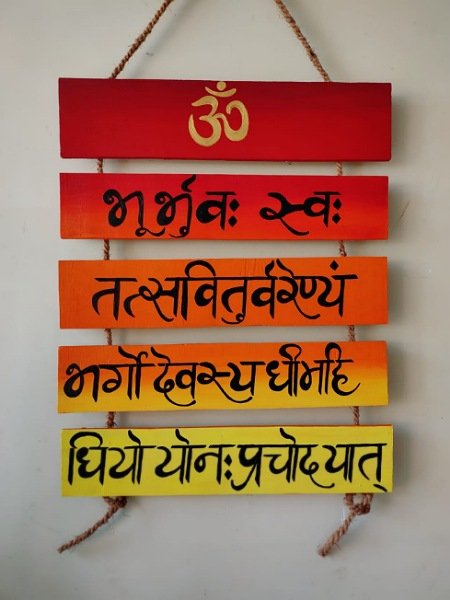 ॐ
भूर्भुवः स्वः
तत्सवितुर्वरेण्यं
भर्गो देवस्य धीमहि
धियो योनः प्रचोदयात्